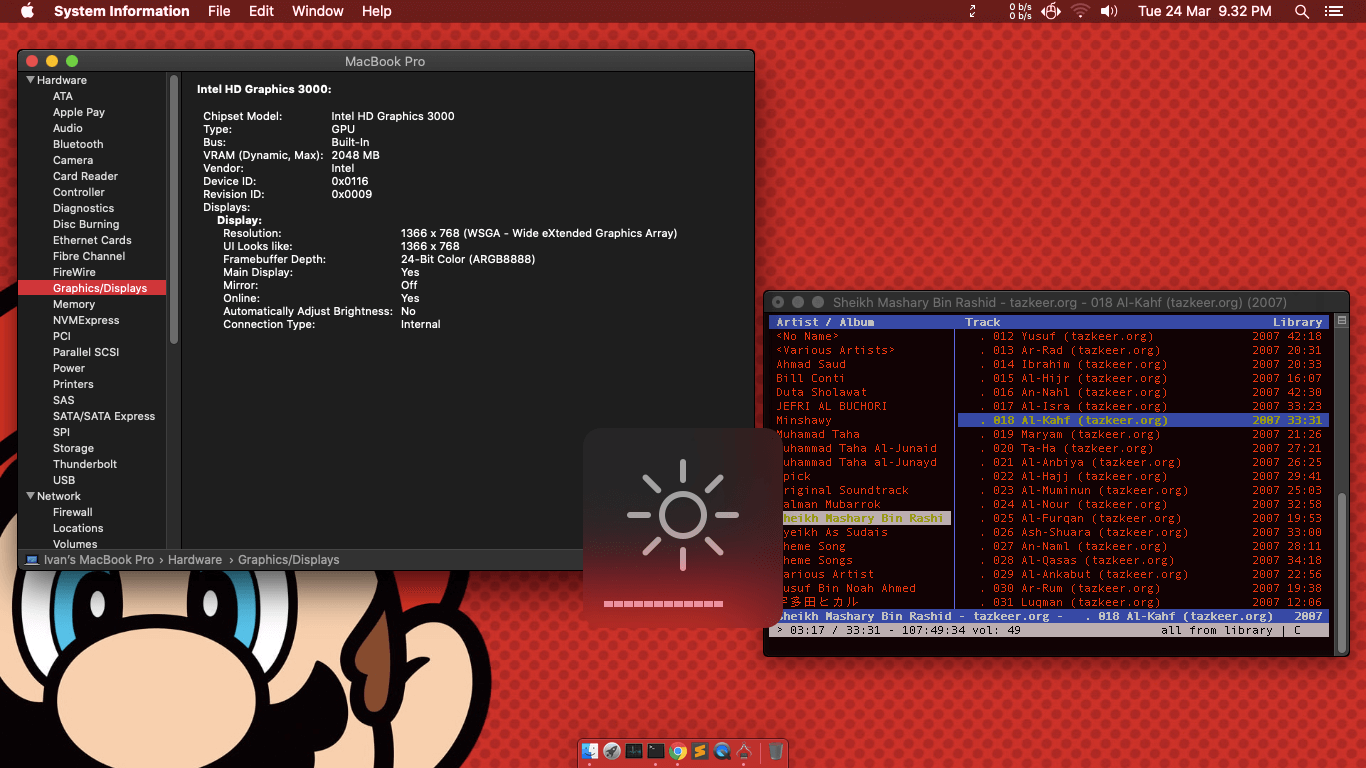 System Information File Edit Window Help
0 b/s
0 b/s
Tue 24 Mar 9.32 PM
MacBook Pro
Hardware
ATA
Apple Pay
Audio
Bluetooth
Camera
Card Reader
Controller
Diagnostics
Disc Burning
Ethernet Cards
Fibre Channel
FireWire
Graphics/Displays
Memory
NVMExpress
PCI
Parallel SCSI
Power
Printers
SAS
SATA/SATA Express
SPI
Storage
Thunderbolt
USB
Network
Firewall
Locations
Volumes
Intel HD Graphics 3000:
Chipset Model: Intel HD Graphics 3000
Type: GPU
Bus: Built-In
VRAM (Dynamic, Max): 2048 MB
Vendor: Intel
Device ID: 0x0116
Revision ID: 0x0009
Displays:
Display:
Resolution: 1366 x 768 (WSGA - Wide eXtended Graphics Array)
UI Looks like: 1366 x 768
Framebuffer Depth: 24-Bit Color (ARGB8888)
Main Display: Yes
Mirror: Off
Online: Yes
Automatically Adjust Brightness: No
Connection Type: Internal
Ivan's MacBook Pro › Hardware › Graphics/Displays
Sheikh Mashary Bin Rashid - tazkeer.org - 018 Al-Kahf (tazkeer.org) (2007)
Artist / Album Track Library
<No Name> . 012 Yusuf (tazkeer.org) 2007 42:18
<Various Artists> . 013 Ar-Rad (tazkeer.org) 2007 20:31
Ahmad Saud . 014 Ibrahim (tazkeer.org) 2007 20:33
Bill Conti . 015 Al-Hijr (tazkeer.org) 2007 16:07
Duta Sholawat . 016 An-Nahl (tazkeer.org) 2007 42:30
JEFRI AL BUCHORI . 017 Al-Isra (tazkeer.org) 2007 33:23
Minshawy . 018 Al-Kahf (tazkeer.org) 2007 33:31
Muhamad Taha . 019 Maryam (tazkeer.org) 2007 21:26
uhammad Taha Al-Junaid . 020 Ta-Ha (tazkeer.org) 2007 27:21
uhammad Taha al-Junayd . 021 Al-Anbiya (tazkeer.org) 2007 26:25
pick . 022 Al-Hajj (tazkeer.org) 2007 29:41
riginal Soundtrack . 023 Al-Muminun (tazkeer.org) 2007 25:03
alman Mubarrok . 024 Al-Nour (tazkeer.org) 2007 32:58
heikh Mashary Bin Rashi . 025 Al-Furqan (tazkeer.org) 2007 19:53
yeikh As Sudais . 026 Ash-Shuara (tazkeer.org) 2007 33:00
heme Song . 027 An-Naml (tazkeer.org) 2007 28:11
heme Songs . 028 Al-Qasas (tazkeer.org) 2007 34:18
arious Artist . 029 Al-Ankabut (tazkeer.org) 2007 22:56
usuf Bin Noah Ahmed . 030 Ar-Rum (tazkeer.org) 2007 19:38
宇多田ヒカル . 031 Luqman (tazkeer.org) 2007 12:06
heikh Mashary Bin Rashid - tazkeer.org - . 018 Al-Kahf (tazkeer.org) 2007
> 03:17 / 33:31 - 107:49:34 vol: 49 all from library | C